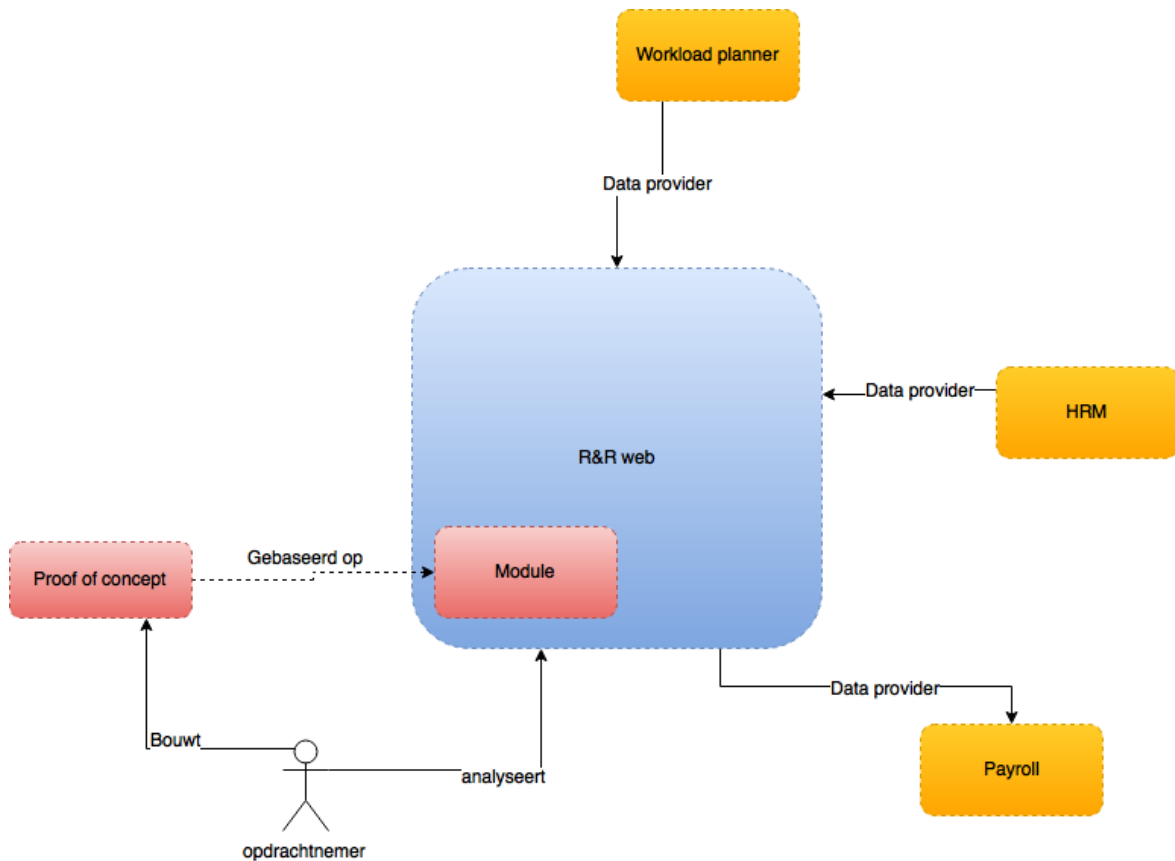 Workload planner
Data provider
Data provider
HRM
R&R web
Gebaseerd op
Proof of concept
Module
Data provider
Bouwt
analyseert
Payroll
opdrachtnemer